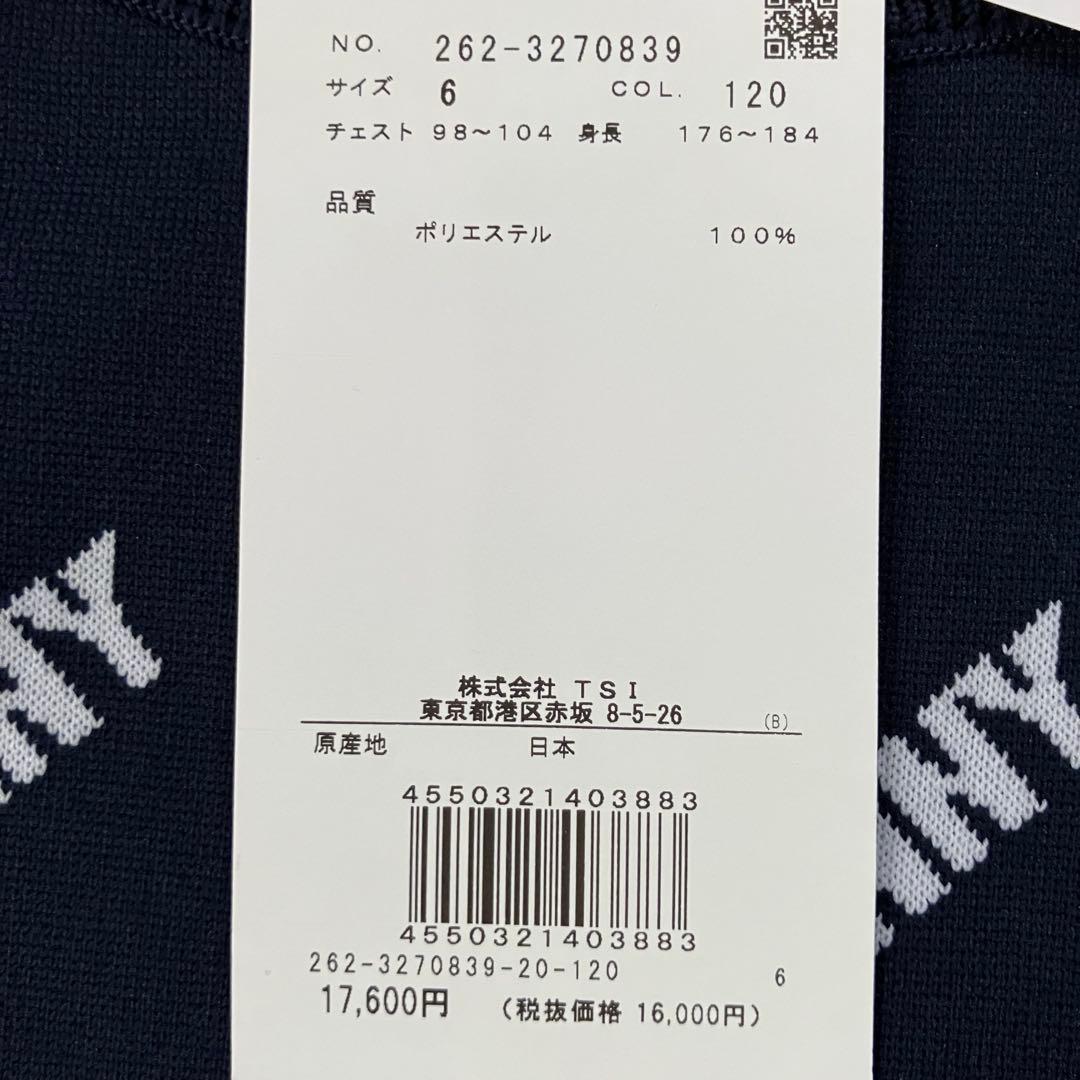 NO. 262-3270839
サイズ 6 COL. 120
チェスト 98～104 身長 176～184
品質
ポリエステル 100%
株式会社 TSI
東京都港区赤坂 8-5-26 (B)
原産地 日本
4550321403883
4550321403883
262-3270839-20-120 6
17,600円 (税抜価格 16,000円)
NY
NNY